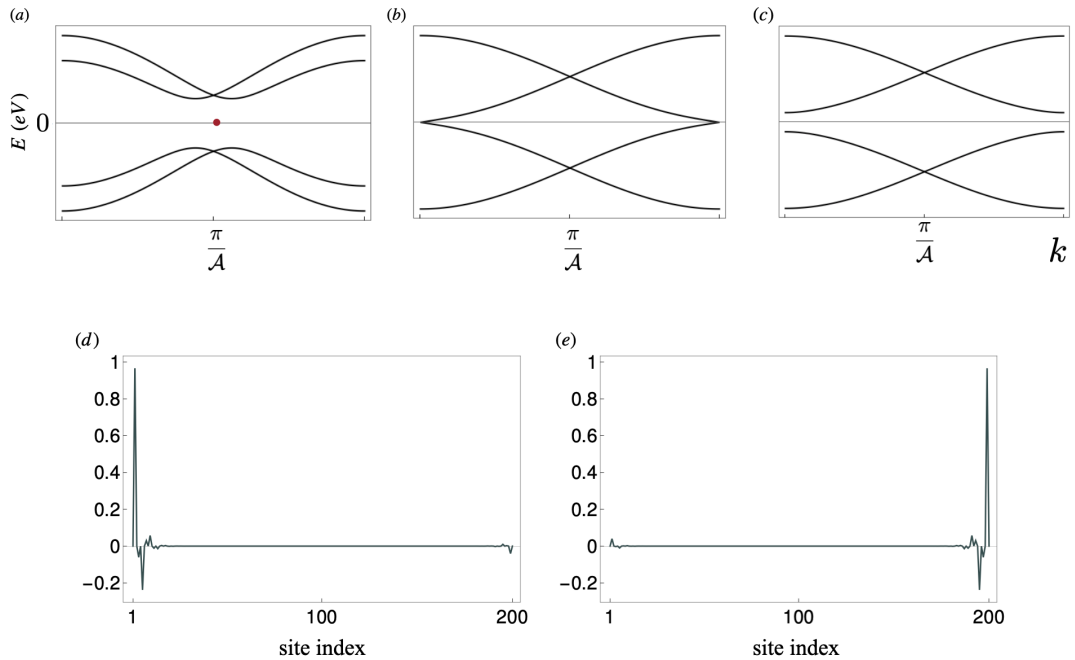 (a) (b) (c)
E (eV)
0
π/𝒜 π/𝒜 π/𝒜 k
(d) (e)
1 1
0.8 0.8
0.6 0.6
0.4 0.4
0.2 0.2
0 0
−0.2 −0.2
1 100 200 1 100 200
site index site index